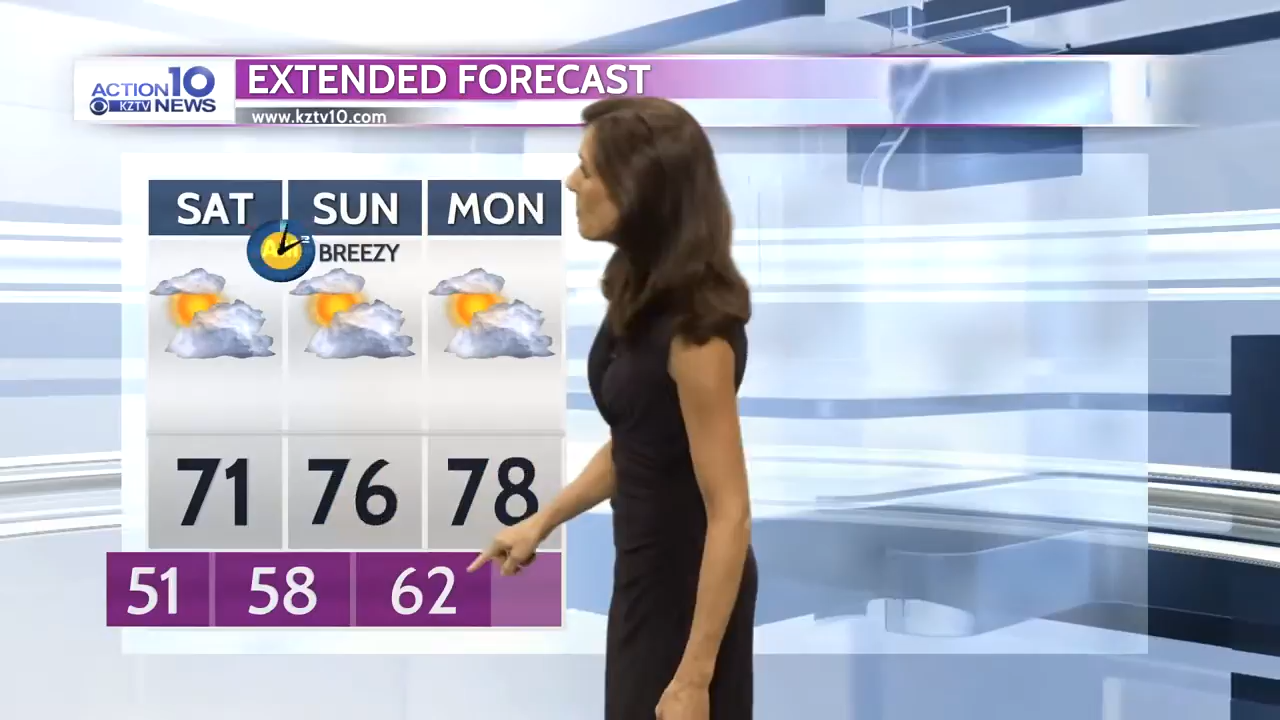 ACTION 10
KZTV NEWS
EXTENDED FORECAST
www.kztv10.com
SAT SUN MON
BREEZY
71 76 78
51 58 62